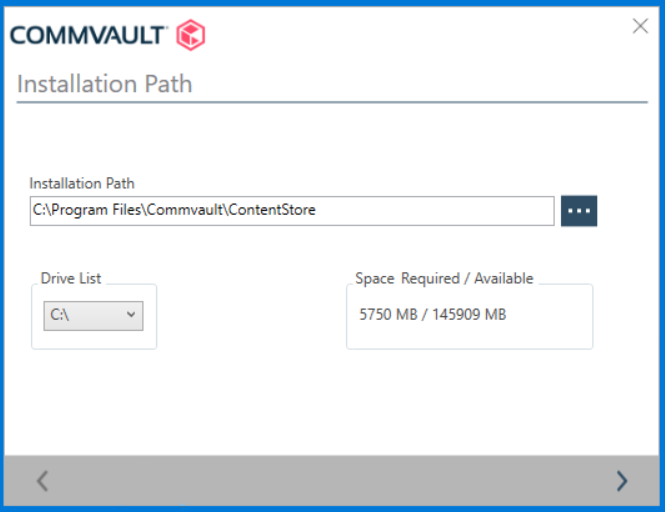 COMMVAULT
Installation Path
Installation Path
C:\Program Files\Commvault\ContentStore
...
Drive List
C:\
Space Required / Available
5750 MB / 145909 MB